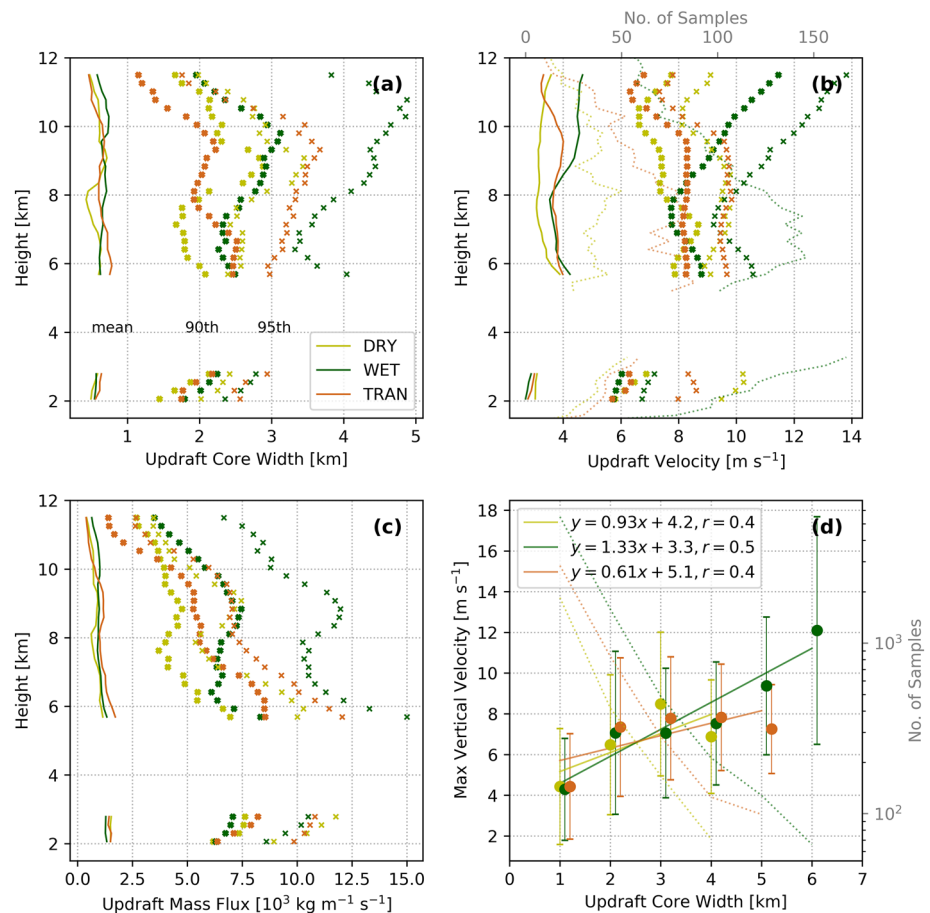 No. of Samples
0 50 100 150
12 10 8 6 4 2
Height [km]
(a)
mean 90th 95th
DRY
WET
TRAN
1 2 3 4 5
Updraft Core Width [km]
12 10 8 6 4 2
Height [km]
(b)
4 6 8 10 12 14
Updraft Velocity [m s⁻¹]
12 10 8 6 4 2
Height [km]
(c)
0.0 2.5 5.0 7.5 10.0 12.5 15.0
Updraft Mass Flux [10³ kg m⁻¹ s⁻¹]
18 16 14 12 10 8 6 4 2
Max Vertical Velocity [m s⁻¹]
(d)
y = 0.93x + 4.2, r = 0.4
y = 1.33x + 3.3, r = 0.5
y = 0.61x + 5.1, r = 0.4
10³
10²
No. of Samples
0 1 2 3 4 5 6 7
Updraft Core Width [km]